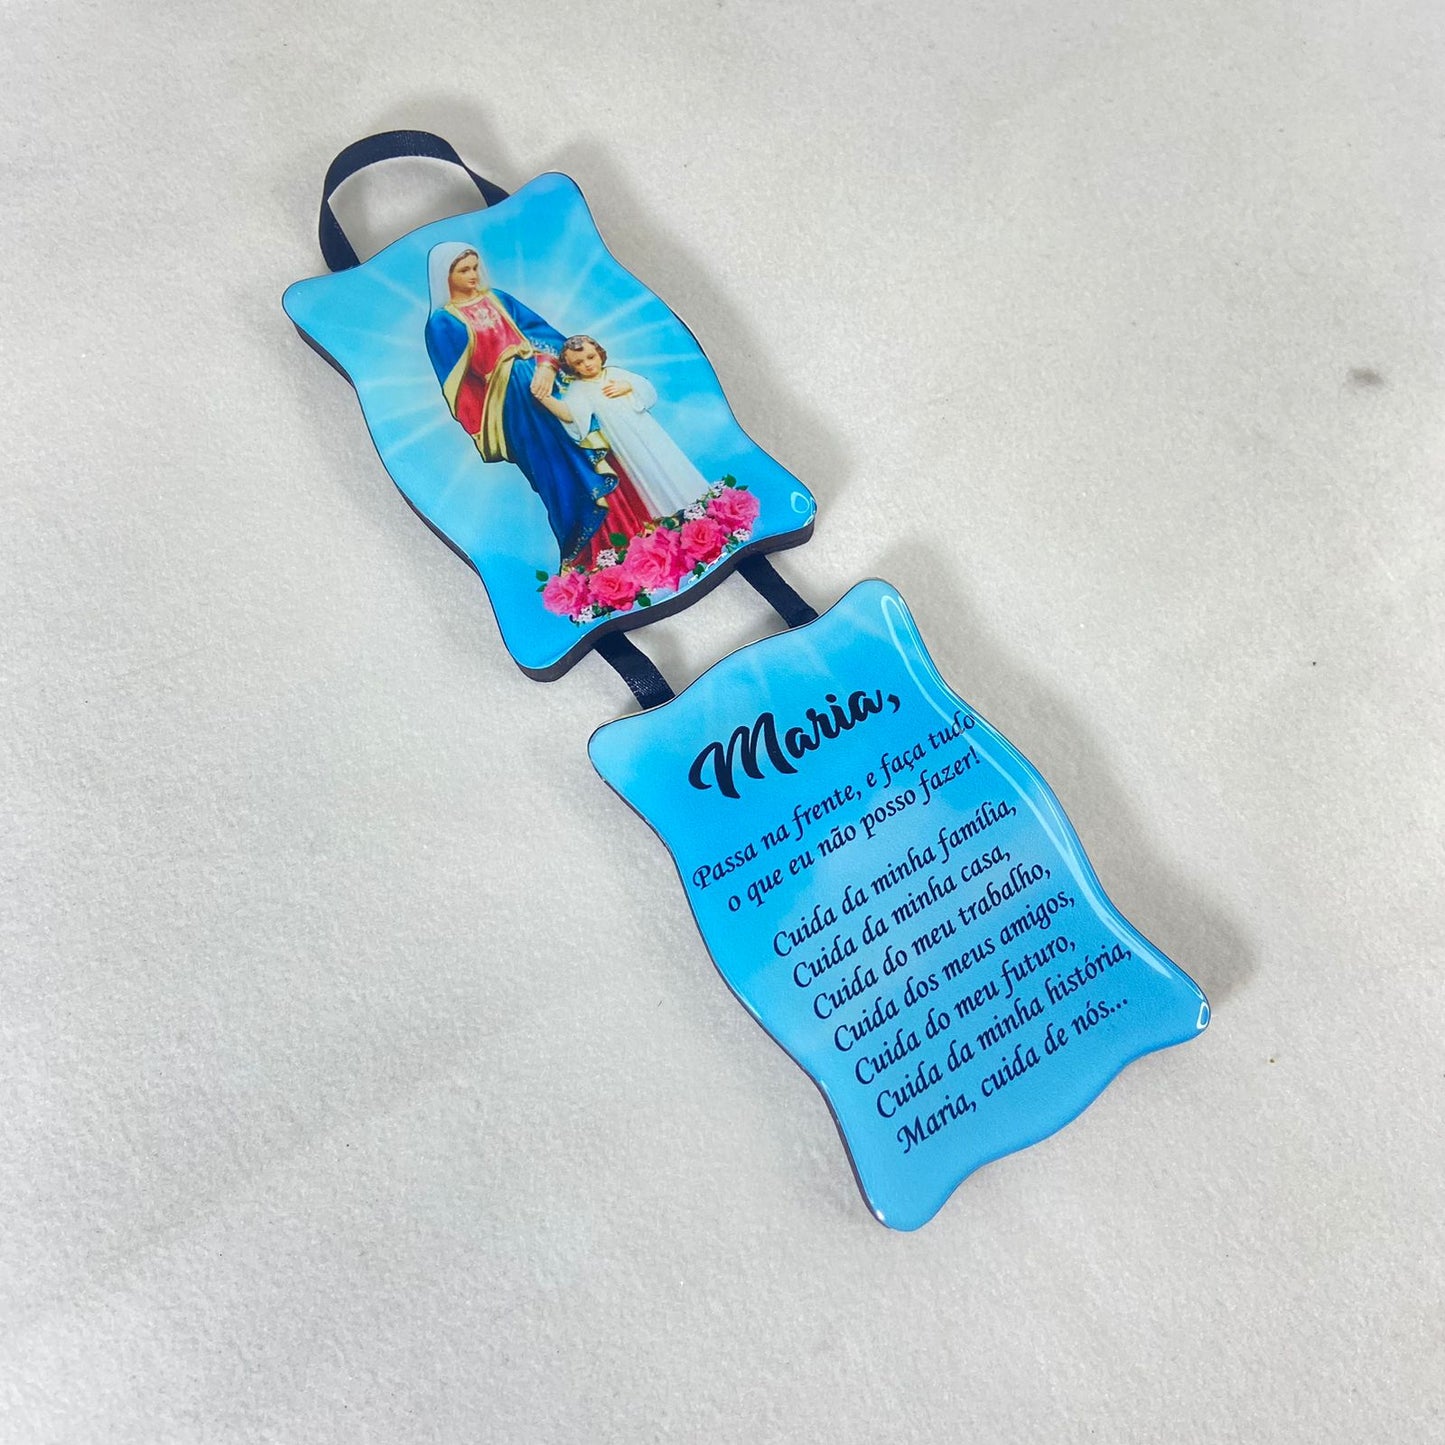 Maria,
Passa na frente, e faça tudo
o que eu não posso fazer!
Cuida da minha família,
Cuida da minha casa,
Cuida do meu trabalho,
Cuida dos meus amigos,
Cuida do meu futuro,
Cuida da minha história,
Maria, cuida de nós...